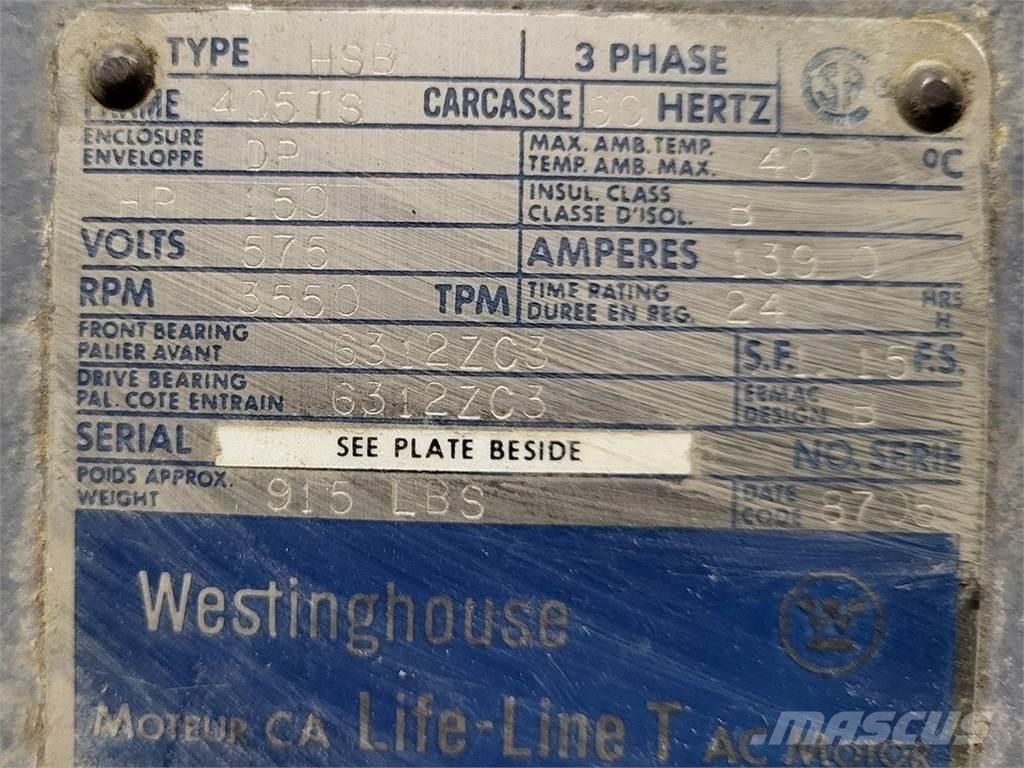 TYPE HSB 3 PHASE
FRAME 405TS CARCASSE 60 HERTZ
ENCLOSURE
ENVELOPPE DP
MAX. AMB. TEMP.
TEMP. AMB. MAX. 40 °C
HP 150
INSUL. CLASS
CLASSE D'ISOL. B
VOLTS 575 AMPERES 139.0
RPM 3550 TPM
TIME RATING
DURÉE EN REG. 24 HRS
H
FRONT BEARING
PALIER AVANT 6312ZC3
S.F. 1.15 F.S.
DRIVE BEARING
PAL. COTE ENTRAIN 6312ZC3
EEMAC
DESIGN B
SERIAL SEE PLATE BESIDE NO. SERIE
POIDS APPROX.
WEIGHT 915 LBS
DATE
CODE
Westinghouse
W
MOTEUR CA Life-Line T AC MOTOR
MASCUS